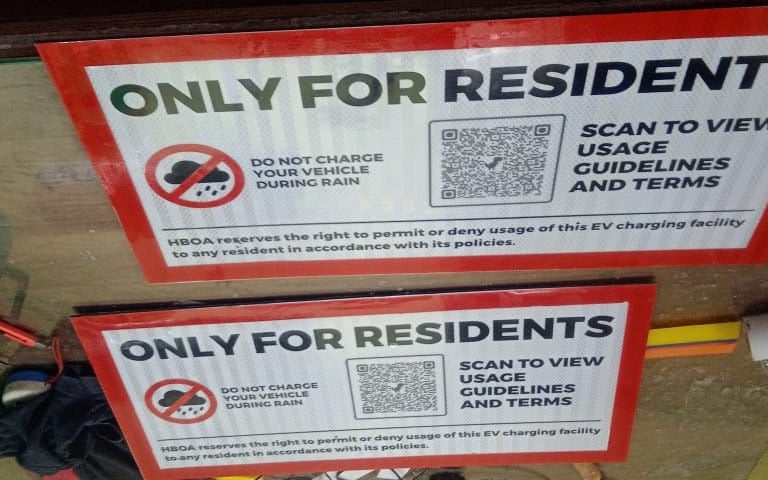 ONLY FOR RESIDENT
DO NOT CHARGE
YOUR VEHICLE
DURING RAIN
SCAN TO VIEW
USAGE
GUIDELINES
AND TERMS
HBOA reserves the right to permit or deny usage of this EV charging facility
to any resident in accordance with its policies.
ONLY FOR RESIDENTS
DO NOT CHARGE
YOUR VEHICLE
DURING RAIN
SCAN TO VIEW
USAGE
GUIDELINES
AND TERMS
HBOA reserves the right to permit or deny usage of this EV charging facility
to any resident in accordance with its policies.